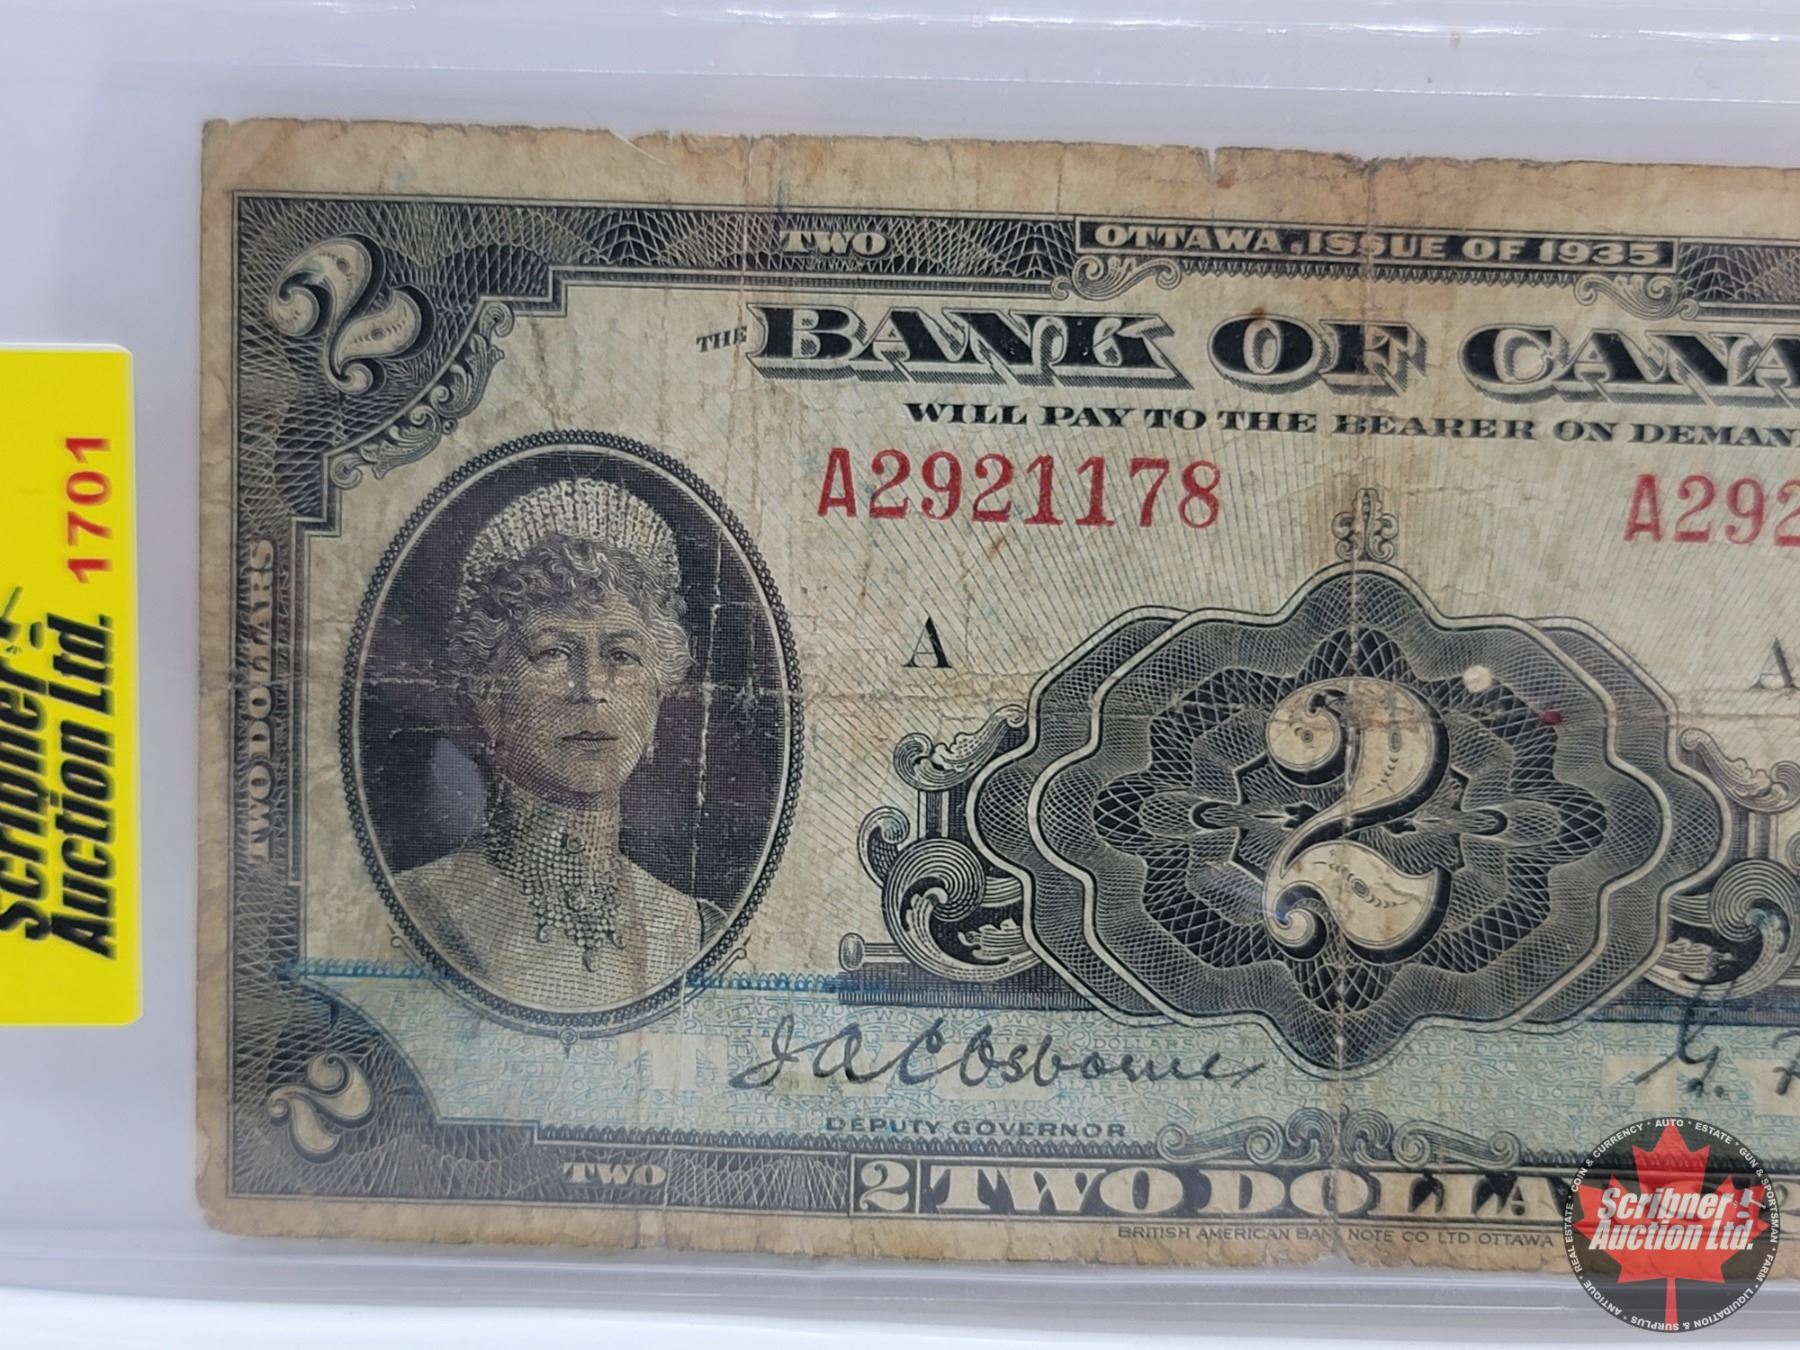 2
TWO
OTTAWA, ISSUE OF 1935
THE BANK OF CANA
WILL PAY TO THE BEARER ON DEMAN
A2921178
A292
TWO DOLLARS
A
A
2
J A C Osborne
G.
DEPUTY GOVERNOR
2
TWO
2 TWO DOLLA
2
BRITISH AMERICAN BANK NOTE CO LTD OTTAWA
Scribner
Auction Ltd.
1701
COIN & CURRENCY * AUTO * ESTATE * GUN & SPORTSMAN * FARM * LIQUIDATION & SURPLUS * ANTIQUE * REAL ESTATE
Scribner
Auction Ltd.